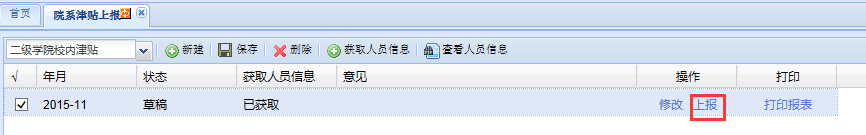 首页 院系津贴上报
二级学院校内津贴 新建 保存 删除 获取人员信息 查看人员信息
√ 年月 状态 获取人员信息 意见 操作 打印
2015-11 草稿 已获取 修改 上报 打印报表